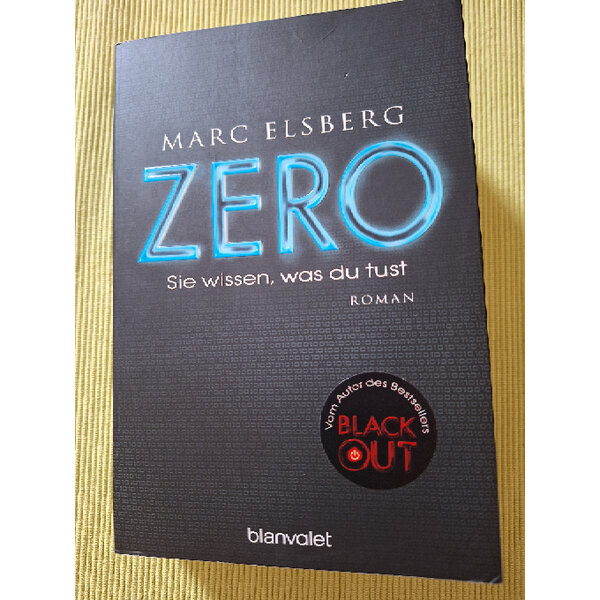 MARC ELSBERG
ZERO
Sie wissen, was du tust
ROMAN
Vom Autor des Bestsellers
BLACK
OUT
blanvalet